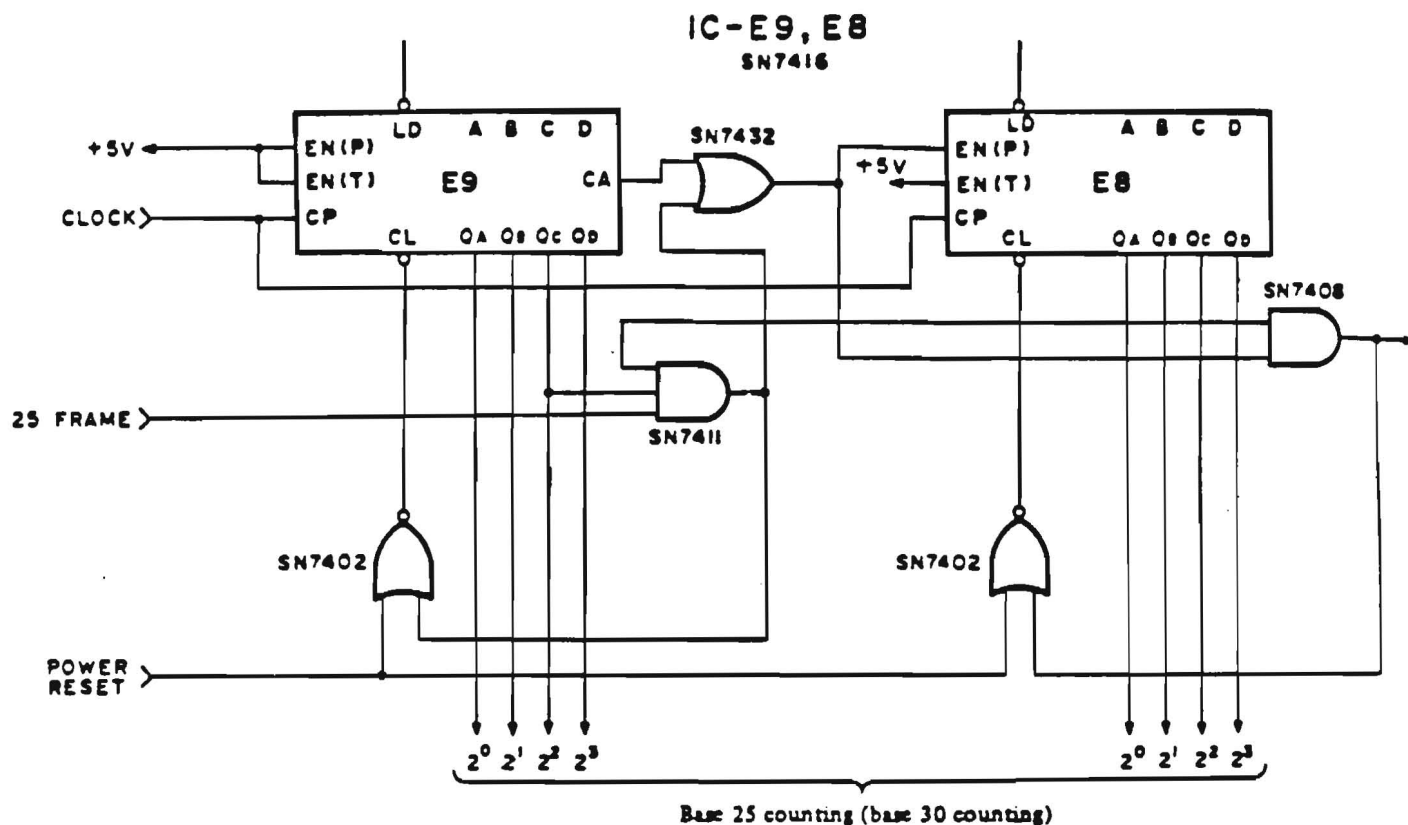 IC-E9, E8
SN7416
LD A B C D
EN(P)
EN(T)
E9
CA
CP
CL QA QB QC QD
+5V
CLOCK
SN7432
LD A B C D
EN(P)
+5V
EN(T)
E8
CP
CL QA QB QC QD
SN7408
25 FRAME
SN7411
SN7402
SN7402
POWER
RESET
2⁰ 2¹ 2² 2³
2⁰ 2¹ 2² 2³
Base 25 counting (base 30 counting)